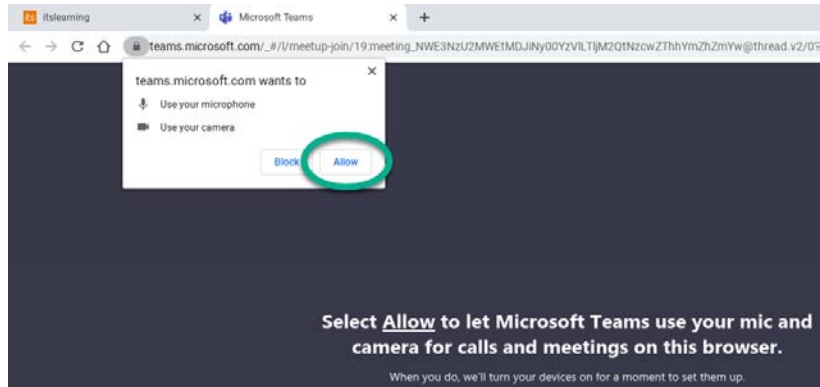 itslearning
Microsoft Teams
teams.microsoft.com/_#/l/meetup-join/19:meeting_NWE3NzU2MWEtMDJiNy00YzVlLTljM2QtNzcwZThhYmZhZmYw@thread.v2/0?
teams.microsoft.com wants to
Use your microphone
Use your camera
Block
Allow
Select Allow to let Microsoft Teams use your mic and
camera for calls and meetings on this browser.
When you do, we'll turn your devices on for a moment to set them up.